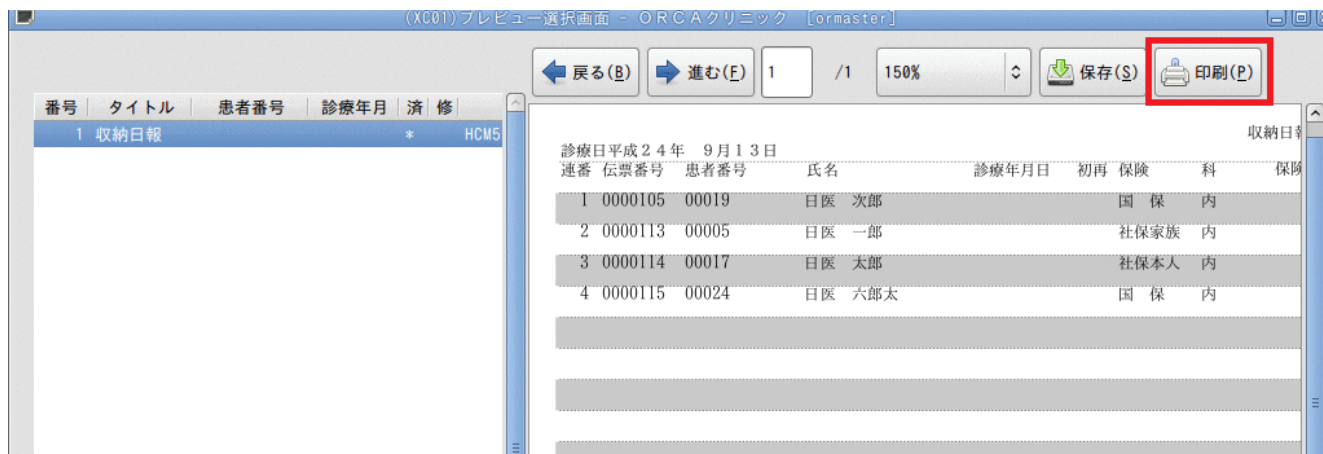 (XC01)プレビュー選択画面 - ＯＲＣＡクリニック [ormaster]
戻る(B) 進む(F) 1 /1 150% 保存(S) 印刷(P)
番号 タイトル 患者番号 診療年月 済 修
1 収納日報 * HCM5
収納日
診療日平成２４年 ９月１３日
連番 伝票番号 患者番号 氏名 診療年月日 初再 保険 科 保険
1 0000105 00019 日医 次郎 国 保 内
2 0000113 00005 日医 一郎 社保家族 内
3 0000114 00017 日医 太郎 社保本人 内
4 0000115 00024 日医 六郎太 国 保 内